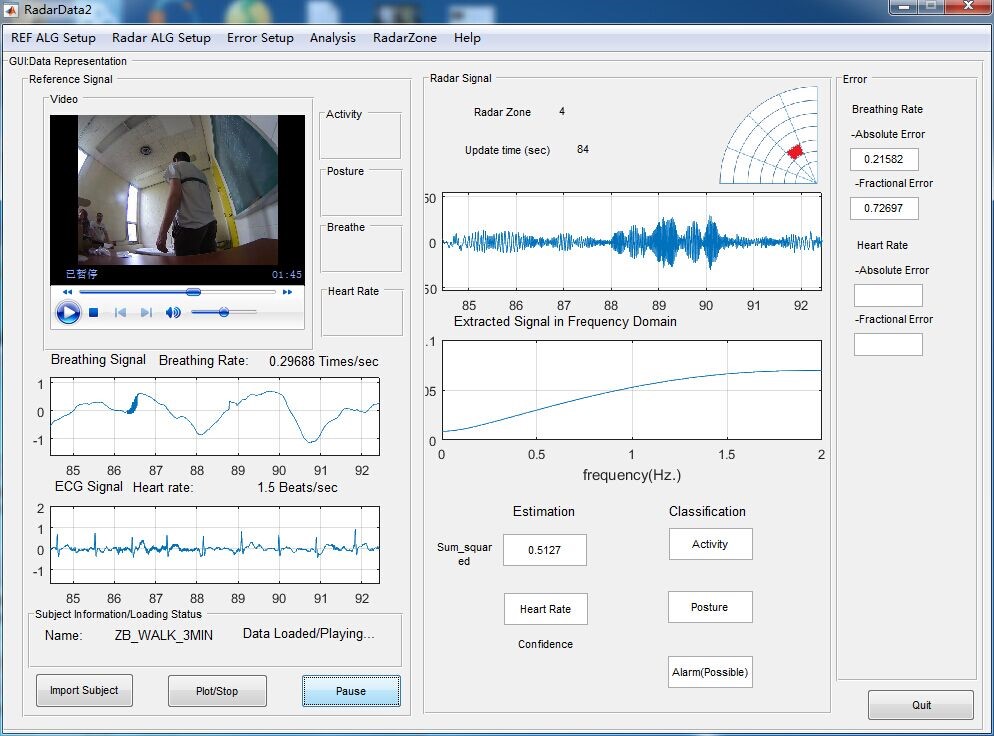 RadarData2
REF ALG Setup Radar ALG Setup Error Setup Analysis RadarZone Help
GUI:Data Representation
Reference Signal
Video
已暂停 01:45
Activity
Posture
Breathe
Heart Rate
Breathing Signal Breathing Rate: 0.29688 Times/sec
1
0
-1
85 86 87 88 89 90 91 92
ECG Signal Heart rate: 1.5 Beats/sec
2
1
0
-1
85 86 87 88 89 90 91 92
Subject Information/Loading Status
Name: ZB_WALK_3MIN Data Loaded/Playing...
Import Subject Plot/Stop Pause
Radar Signal
Radar Zone 4
Update time (sec) 84
50
0
50
85 86 87 88 89 90 91 92
Extracted Signal in Frequency Domain
.1
05
0
0 0.5 1 1.5 2
frequency(Hz.)
Estimation Classification
Sum_squar
ed
0.5127
Activity
Heart Rate
Posture
Confidence
Alarm(Possible)
Error
Breathing Rate
-Absolute Error
0.21582
-Fractional Error
0.72697
Heart Rate
-Absolute Error
-Fractional Error
Quit